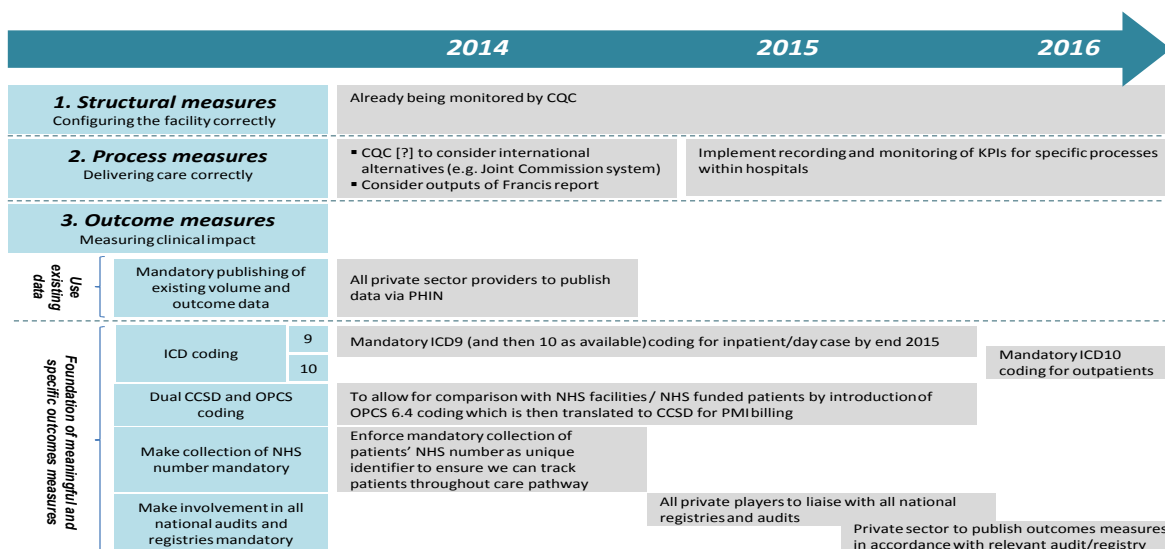 2014 2015 2016
1. Structural measures
Configuring the facility correctly
Already being monitored by CQC
2. Process measures
Delivering care correctly
▪ CQC [?] to consider international
alternatives (e.g. Joint Commission system)
▪ Consider outputs of Francis report
Implement recording and monitoring of KPIs for specific processes
within hospitals
3. Outcome measures
Measuring clinical impact
Use
existing
data
Mandatory publishing of
existing volume and
outcome data
All private sector providers to publish
data via PHIN
Foundation of meaningful and
specific outcomes measures
ICD coding
9
10
Mandatory ICD9 (and then 10 as available) coding for inpatient/day case by end 2015
Mandatory ICD10
coding for outpatients
Dual CCSD and OPCS
coding
To allow for comparison with NHS facilities / NHS funded patients by introduction of
OPCS 6.4 coding which is then translated to CCSD for PMI billing
Make collection of NHS
number mandatory
Enforce mandatory collection of
patients' NHS number as unique
identifier to ensure we can track
patients throughout care pathway
Make involvement in all
national audits and
registries mandatory
All private players to liaise with all national
registries and audits
Private sector to publish outcomes measures
in accordance with relevant audit/registry